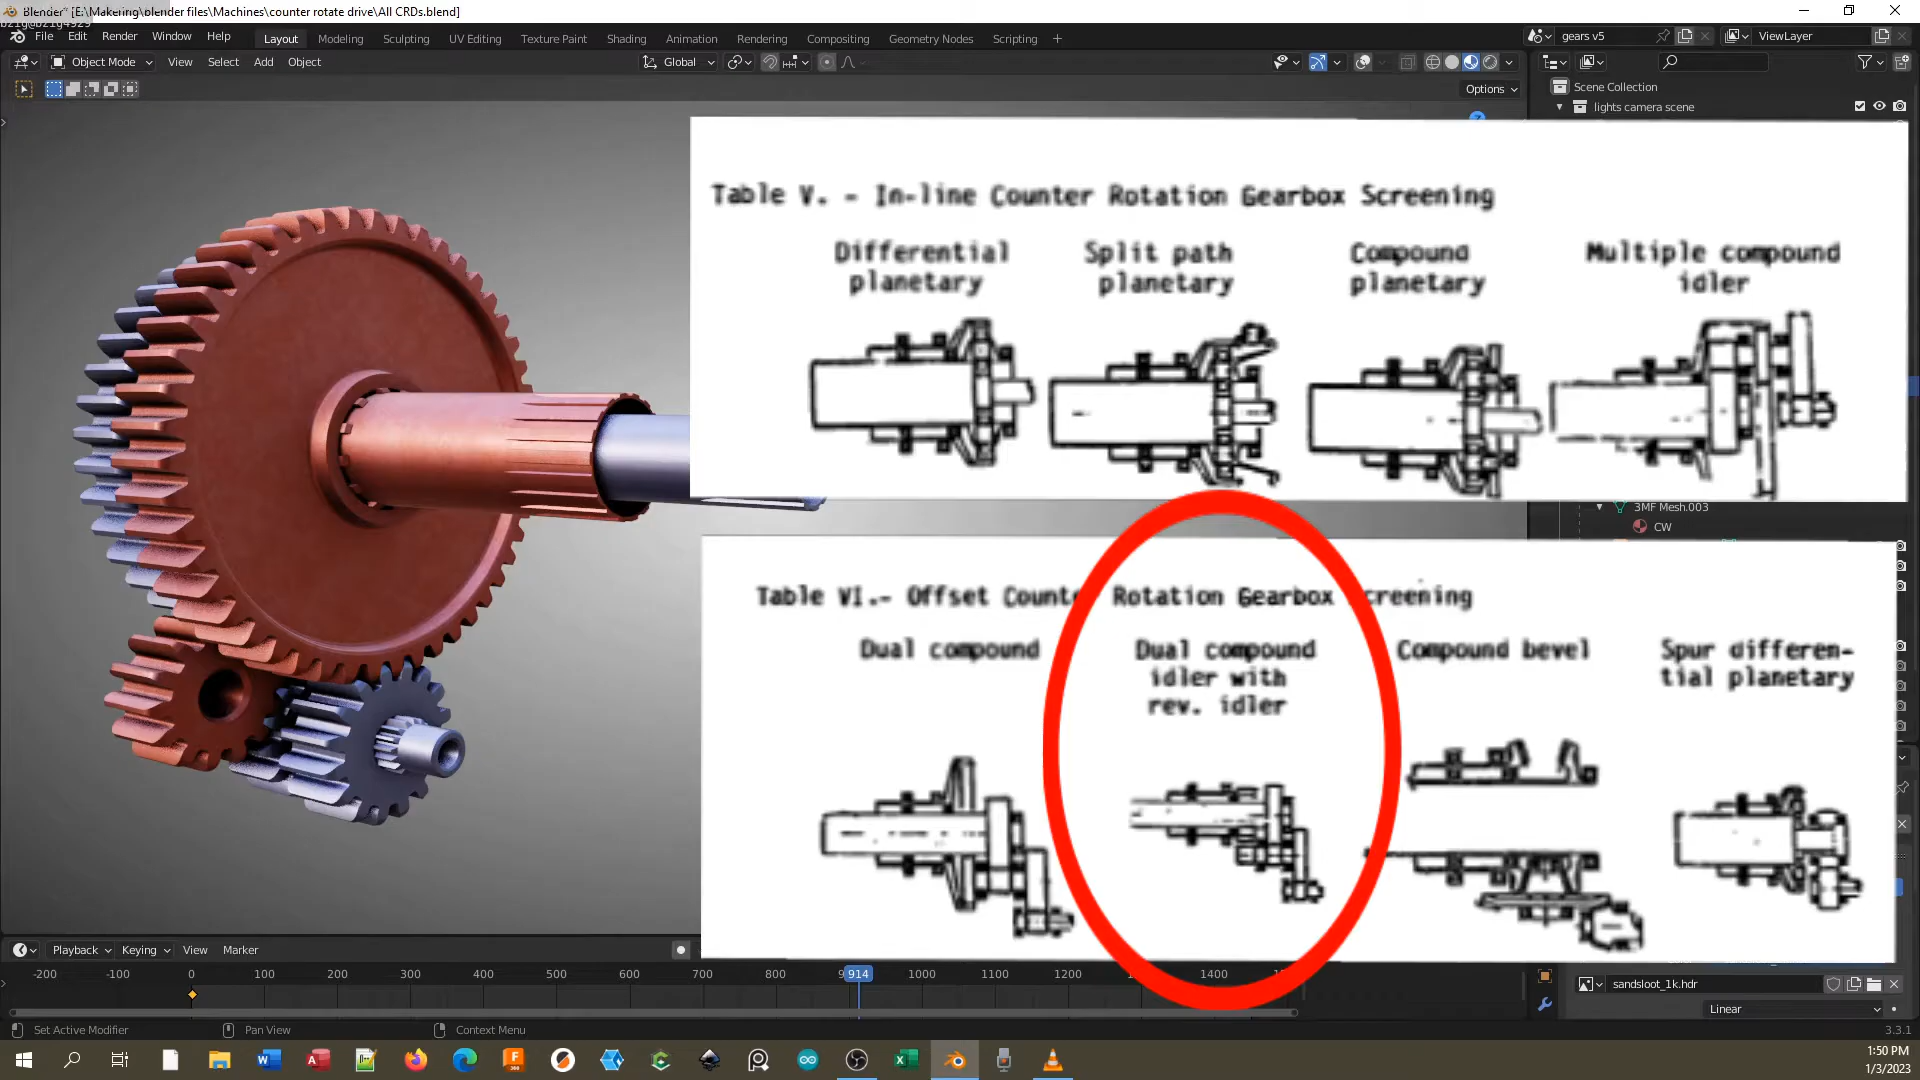 Blender* [E:\Makering\blender files\Machines\counter rotate drive\All CRDs.blend]
File Edit Render Window Help
Layout Modeling Sculpting UV Editing Texture Paint Shading Animation Rendering Compositing Geometry Nodes Scripting +
gears v5
ViewLayer
Object Mode View Select Add Object
Global
Options
Scene Collection
lights camera scene
Table V. - In-line Counter Rotation Gearbox Screening
Differential planetary
Split path planetary
Compound planetary
Multiple compound idler
3MF Mesh.003
CW
Table VI.- Offset Counte Rotation Gearbox creening
Dual compound
Dual compound idler with rev. idler
Compound bevel
Spur differen-tial planetary
Playback Keying View Marker
-200 -100 0 100 200 300 400 500 600 700 800 914 1000 1100 1200 1400
sandsloot_1k.hdr
Linear
Set Active Modifier Pan View Context Menu
3.3.1
1:50 PM
1/3/2023